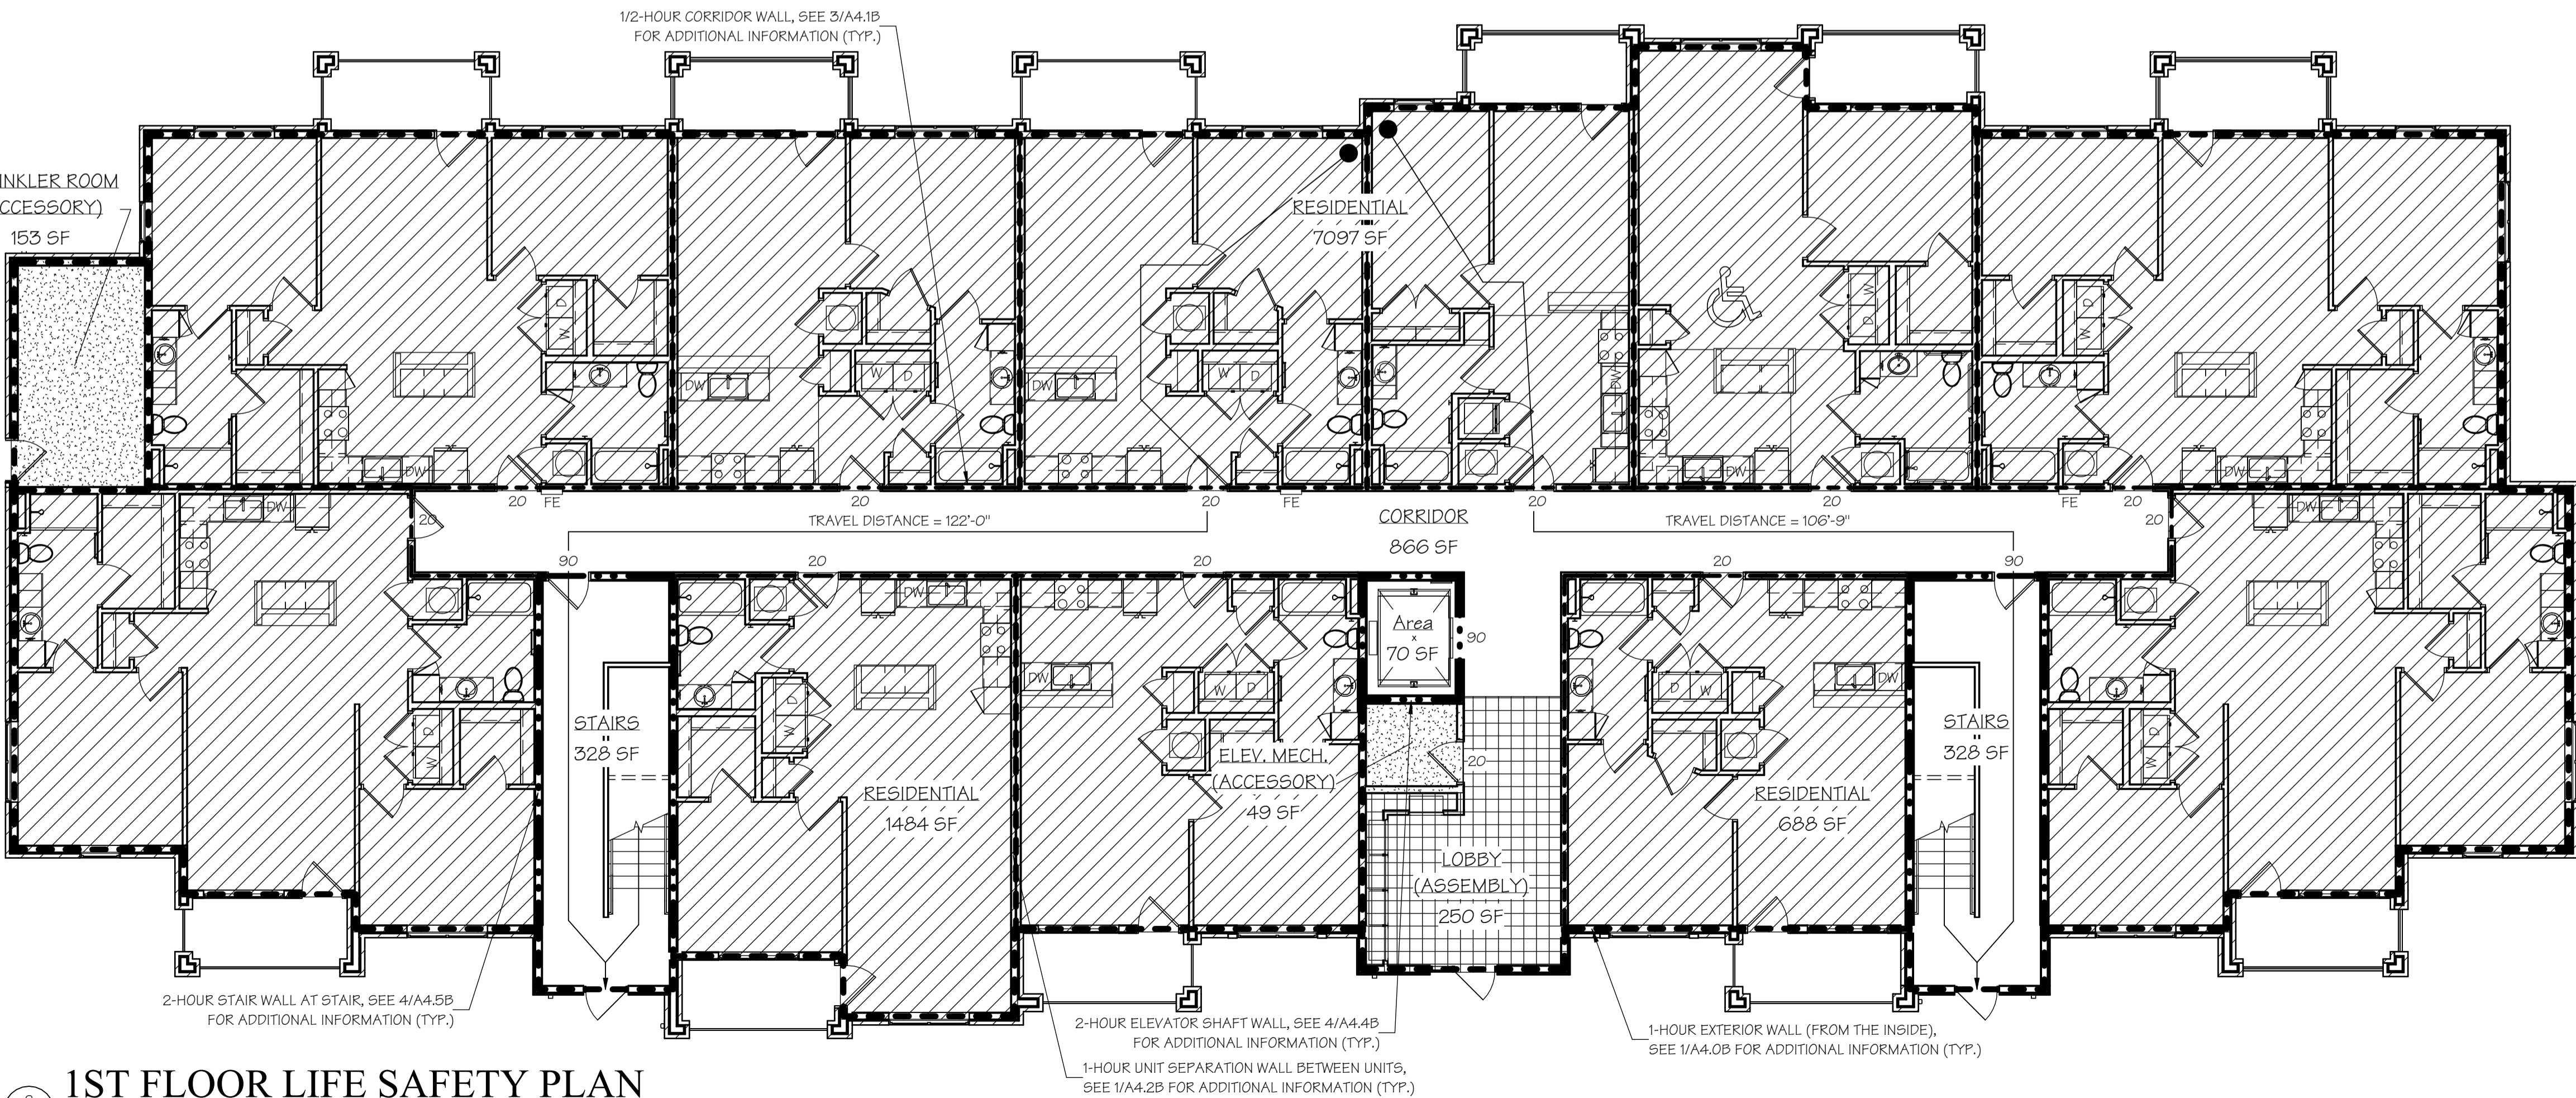 1/2-HOUR CORRIDOR WALL, SEE 3/A4.1B
FOR ADDITIONAL INFORMATION (TYP.)
INKLER ROOM
CCESSORY)
153 SF
RESIDENTIAL
7097 SF
D
W
W
D
D
W
DW
W
D
DW
W
D
DW
DW
DW
DW
DW
20
FE
20
20
FE
20
20
FE
20
DW
20
TRAVEL DISTANCE = 122'-0"
CORRIDOR
866 SF
TRAVEL DISTANCE = 106'-9"
20
DW
90
20
20
20
90
DW
DW
W
D
Area
x
70 SF
90
D
W
DW
D
W
STAIRS
328 SF
D
W
ELEV. MECH.
(ACCESSORY)
49 SF
20
STAIRS
328 SF
D
W
RESIDENTIAL
1484 SF
RESIDENTIAL
688 SF
LOBBY
(ASSEMBLY)
250 SF
2-HOUR STAIR WALL AT STAIR, SEE 4/A4.5B
FOR ADDITIONAL INFORMATION (TYP.)
2-HOUR ELEVATOR SHAFT WALL, SEE 4/A4.4B
FOR ADDITIONAL INFORMATION (TYP.)
1-HOUR EXTERIOR WALL (FROM THE INSIDE),
SEE 1/A4.0B FOR ADDITIONAL INFORMATION (TYP.)
1-HOUR UNIT SEPARATION WALL BETWEEN UNITS,
SEE 1/A4.2B FOR ADDITIONAL INFORMATION (TYP.)
1ST FLOOR LIFE SAFETY PLAN